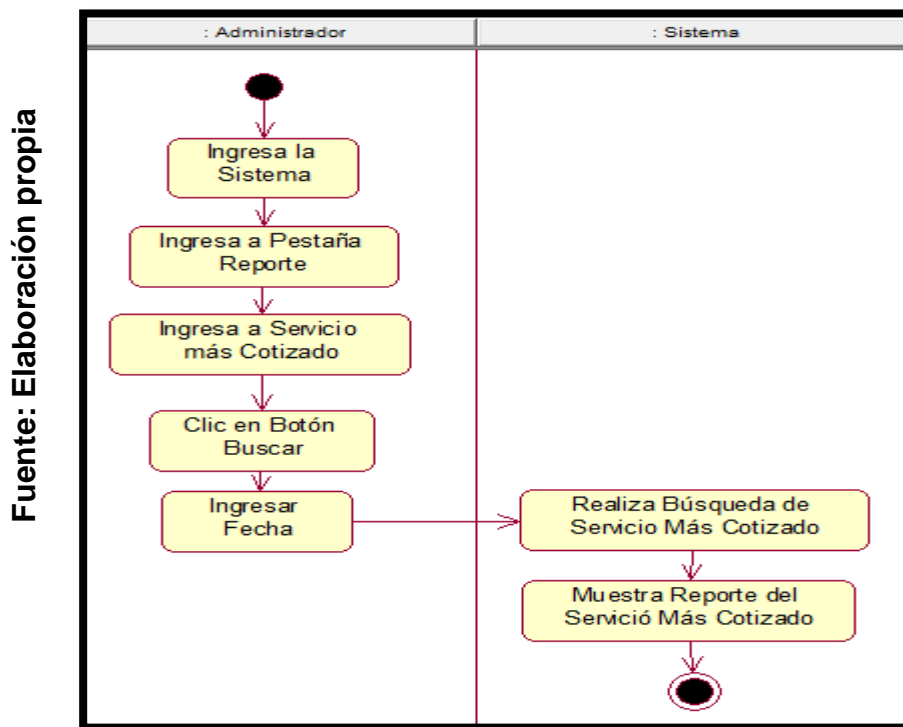 : Administrador
: Sistema
Ingresa la
Sistema
Ingresa a Pestaña
Reporte
Ingresa a Servicio
más Cotizado
Clic en Botón
Buscar
Ingresar
Fecha
Realiza Búsqueda de
Servicio Más Cotizado
Muestra Reporte del
Servició Más Cotizado
Fuente: Elaboración propia